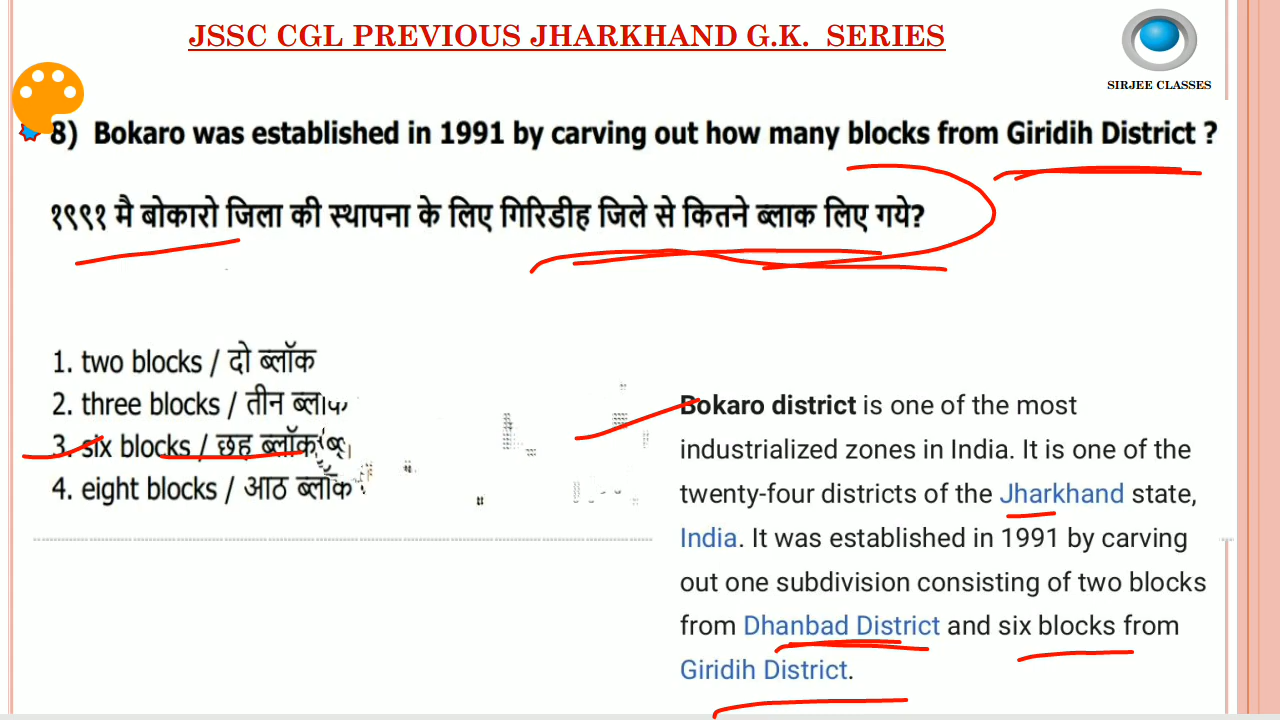 JSSC CGL PREVIOUS JHARKHAND G.K. SERIES
SIRJEE CLASSES
8) Bokaro was established in 1991 by carving out how many blocks from Giridih District ?
१९९१ मै बोकारो जिला की स्थापना के लिए गिरिडीह जिले से कितने ब्लाक लिए गये?
1. two blocks / दो ब्लॉक
2. three blocks / तीन
3. six blocks / छह ब्लॉक
4. eight blocks / आठ ब्लॉक
Bokaro district is one of the most
industrialized zones in India. It is one of the
twenty-four districts of the Jharkhand state,
India. It was established in 1991 by carving
out one subdivision consisting of two blocks
from Dhanbad District and six blocks from
Giridih District.